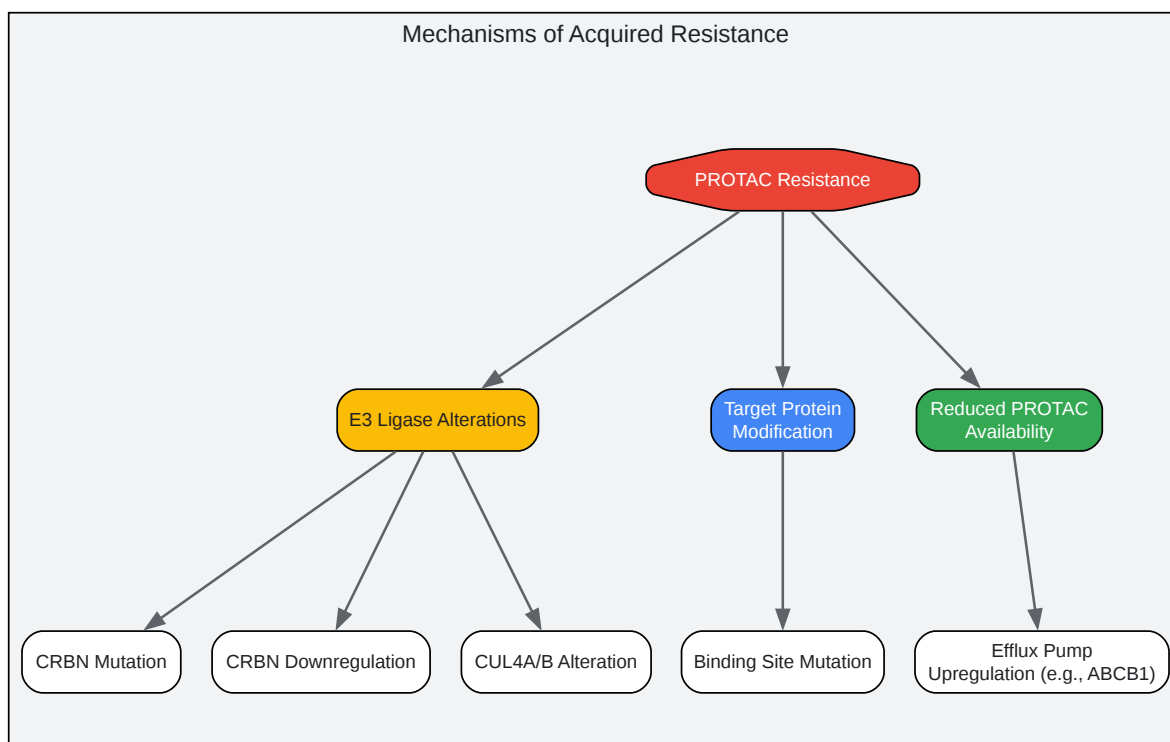 Mechanisms of Acquired Resistance
PROTAC Resistance
E3 Ligase Alterations
Target Protein
Modification
Reduced PROTAC
Availability
CRBN Mutation
CRBN Downregulation
CUL4A/B Alteration
Binding Site Mutation
Efflux Pump
Upregulation (e.g., ABCB1)